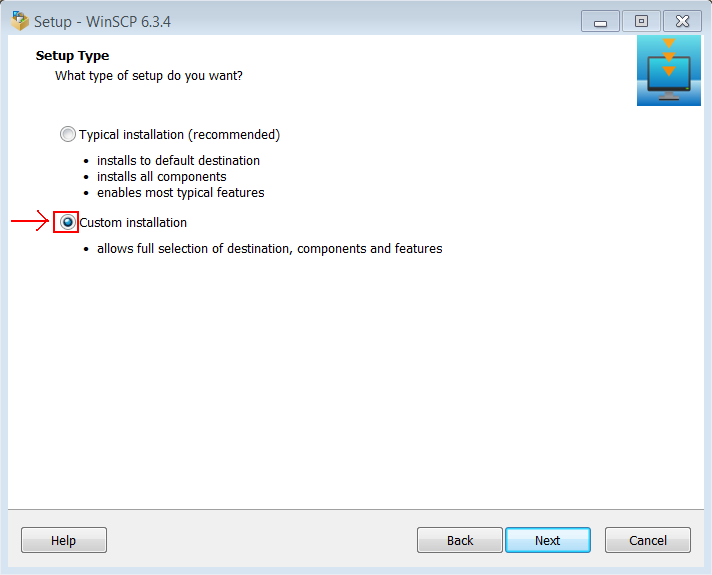 Setup - WinSCP 6.3.4
Setup Type
What type of setup do you want?
Typical installation (recommended)
• installs to default destination
• installs all components
• enables most typical features
Custom installation
• allows full selection of destination, components and features
Help
Back
Next
Cancel